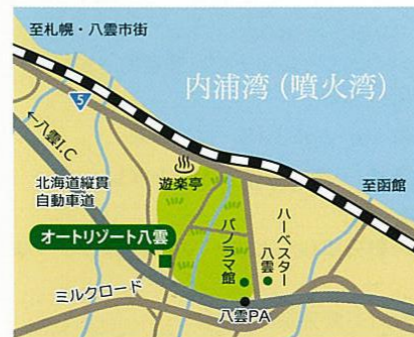 至札幌・八雲市街
内浦湾（噴火湾）
5
←八雲I.C
北海道縦貫
自動車道
遊楽亭
至函館
オートリゾート八雲
パノラマ館
ハーベスター
八雲
ミルクロード
八雲PA